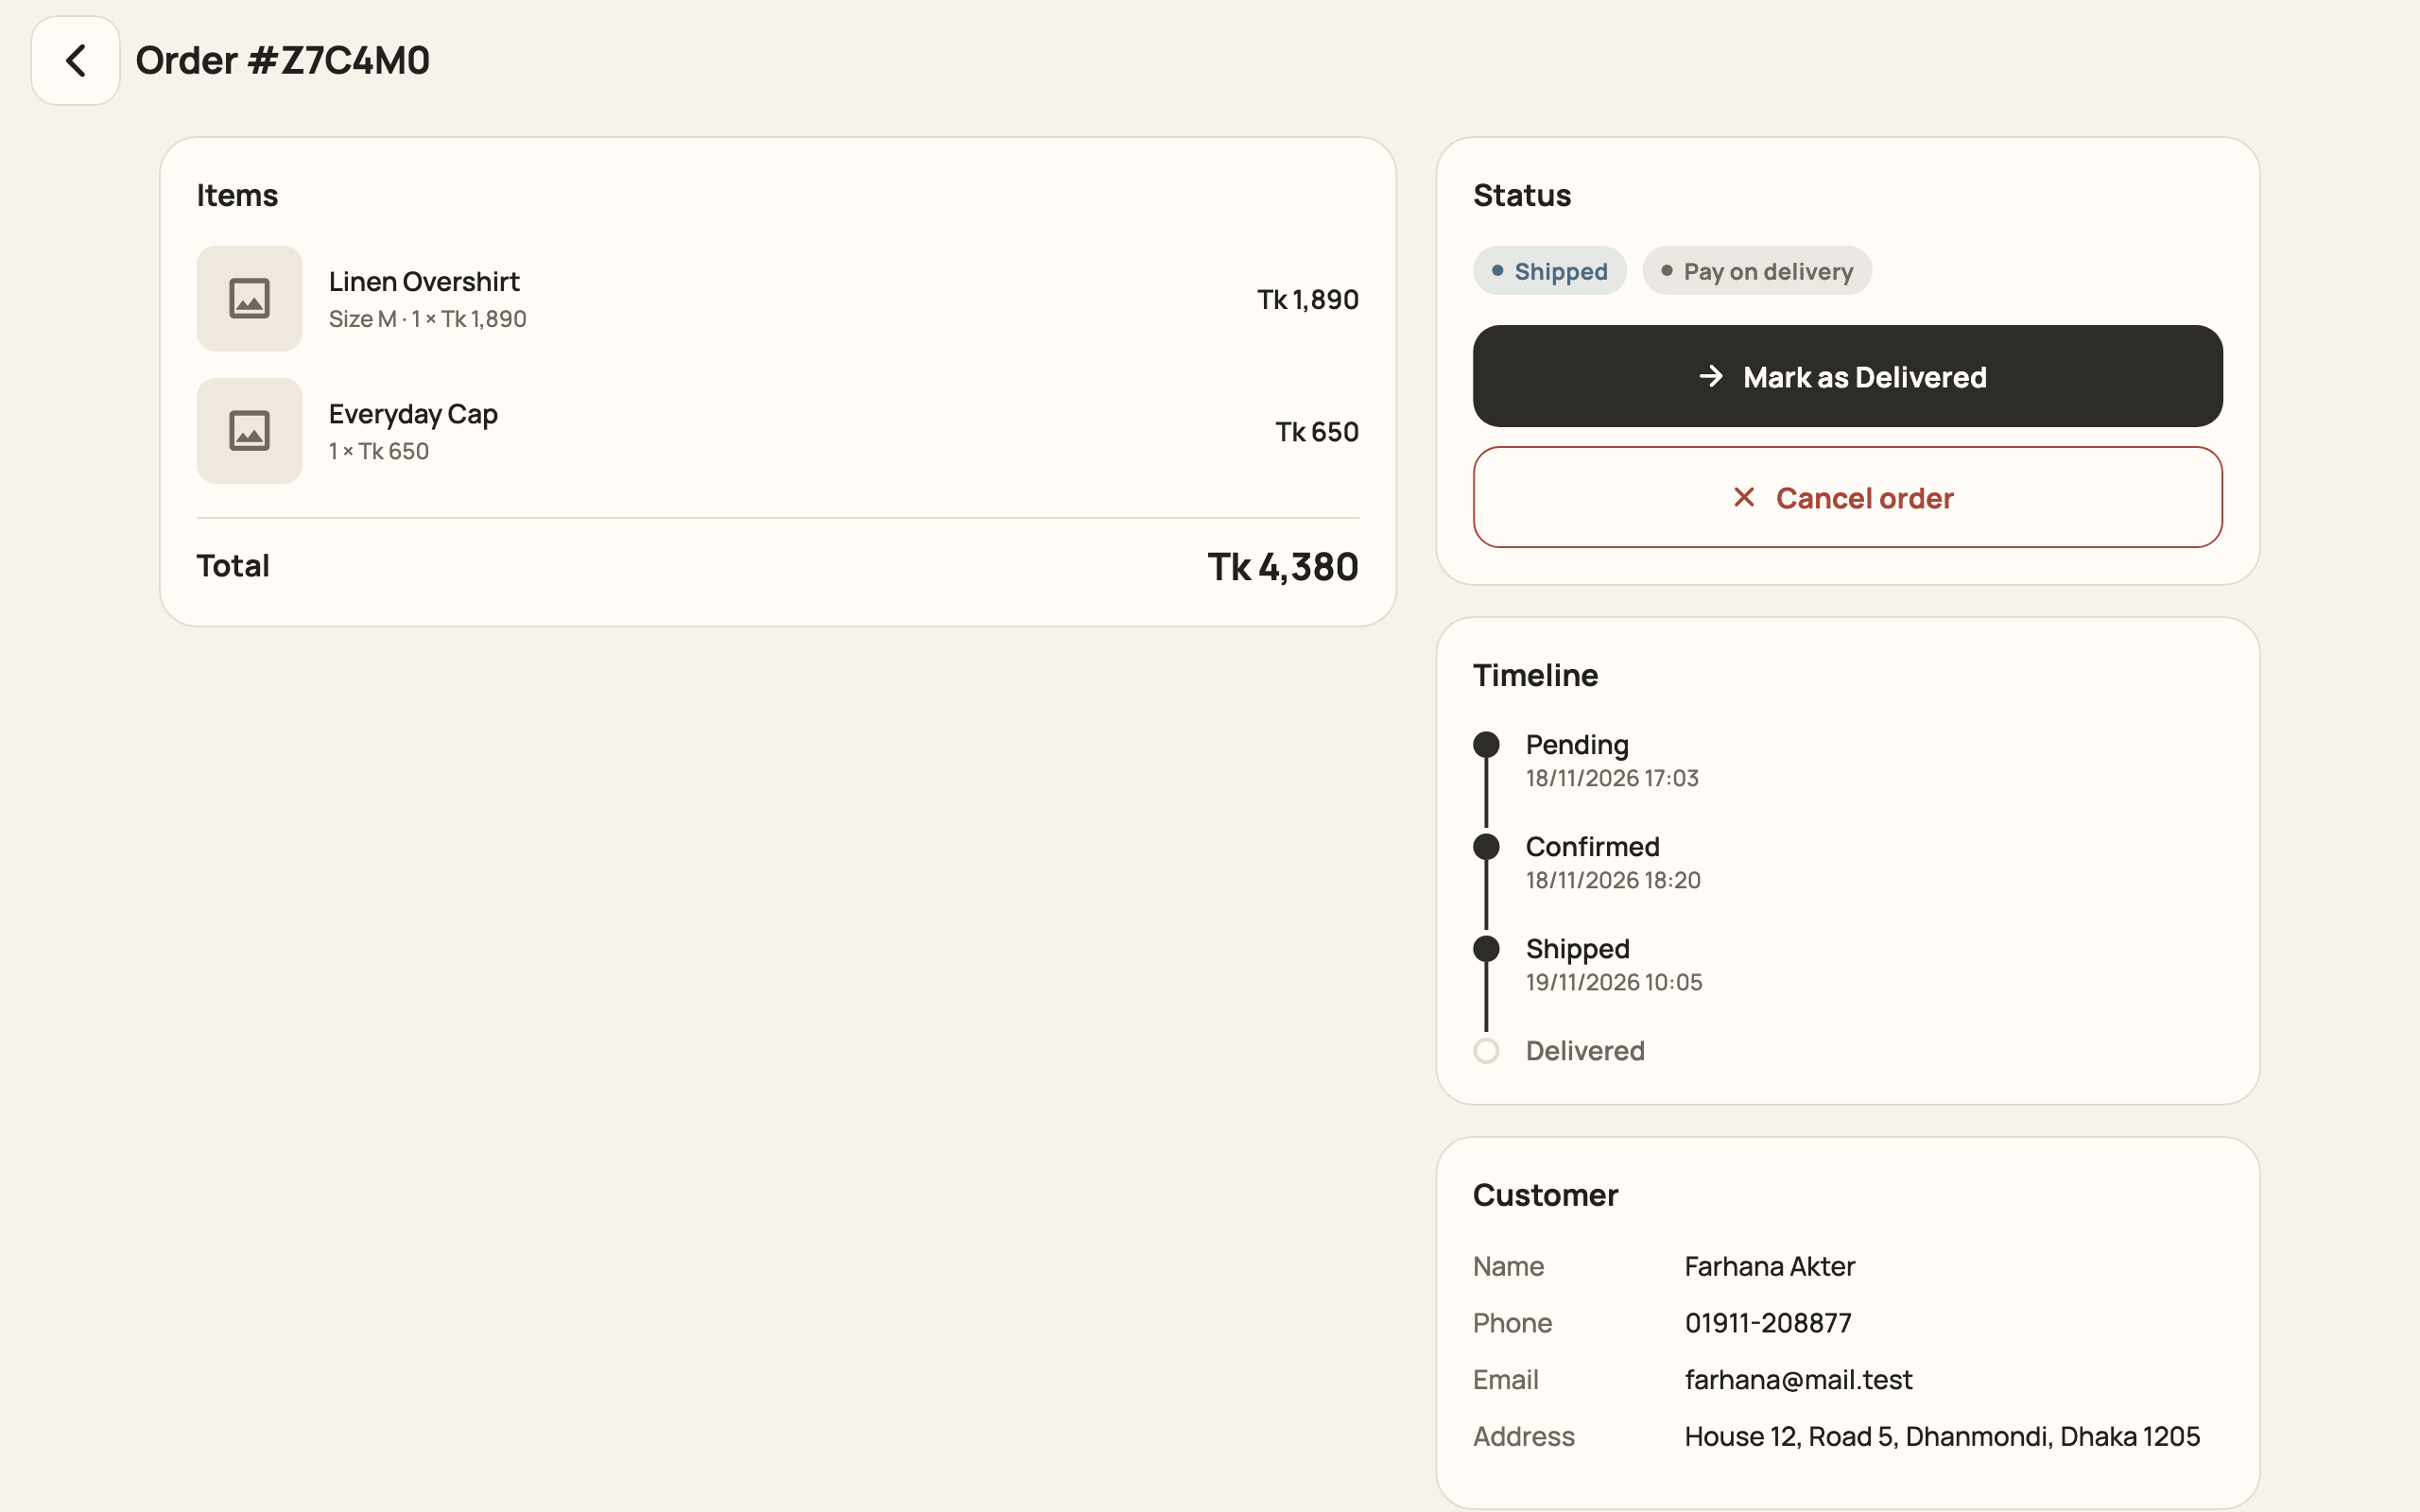 Order #Z7C4M0
Items
Linen Overshirt
Size M · 1 × Tk 1,890
Tk 1,890
Everyday Cap
1 × Tk 650
Tk 650
Total
Tk 4,380
Status
Shipped
Pay on delivery
→ Mark as Delivered
× Cancel order
Timeline
Pending
18/11/2026 17:03
Confirmed
18/11/2026 18:20
Shipped
19/11/2026 10:05
Delivered
Customer
Name Farhana Akter
Phone 01911-208877
Email farhana@mail.test
Address House 12, Road 5, Dhanmondi, Dhaka 1205